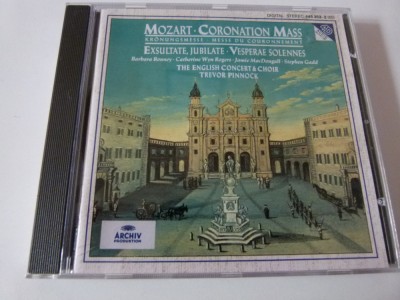 MOZART · CORONATION MASS
KRÖNUNGSMESSE · MESSE DU COURONNEMENT
EXSULTATE, JUBILATE · VESPERAE SOLENNES
Barbara Bonney · Catherine Wyn-Rogers · Jamie MacDougall · Stephen Gadd
THE ENGLISH CONCERT & CHOIR
TREVOR PINNOCK
ARCHIV
PRODUKTION